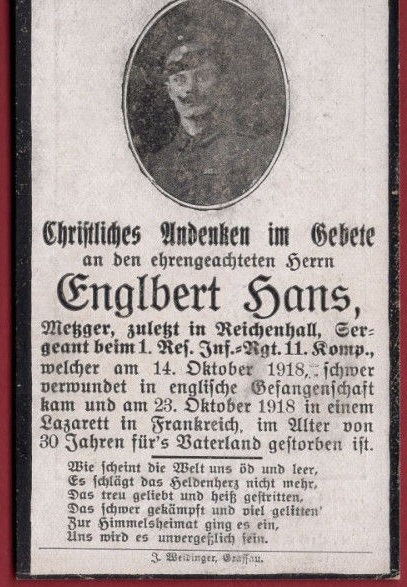 Christliches Andenken im Gebete
an den ehrengeachteten Herrn
Englbert Hans,
Metzger, zuletzt in Reichenhall, Ser-
geant beim 1. Res. Inf.-Rgt. 11. Komp.,
welcher am 14. Oktober 1918, schwer
verwundet in englische Gefangenschaft
kam und am 23. Oktober 1918 in einem
Lazarett in Frankreich, im Alter von
30 Jahren für's Vaterland gestorben ist.
Wie scheint die Welt uns öd und leer,
Es schlägt das Heldenherz nicht mehr,
Das treu geliebt und heiß gestritten,
Das schwer gekämpft und viel gelitten'
Zur Himmelsheimat ging es ein,
Uns wird es unvergeßlich sein.
J. Weidinger, Grassau.